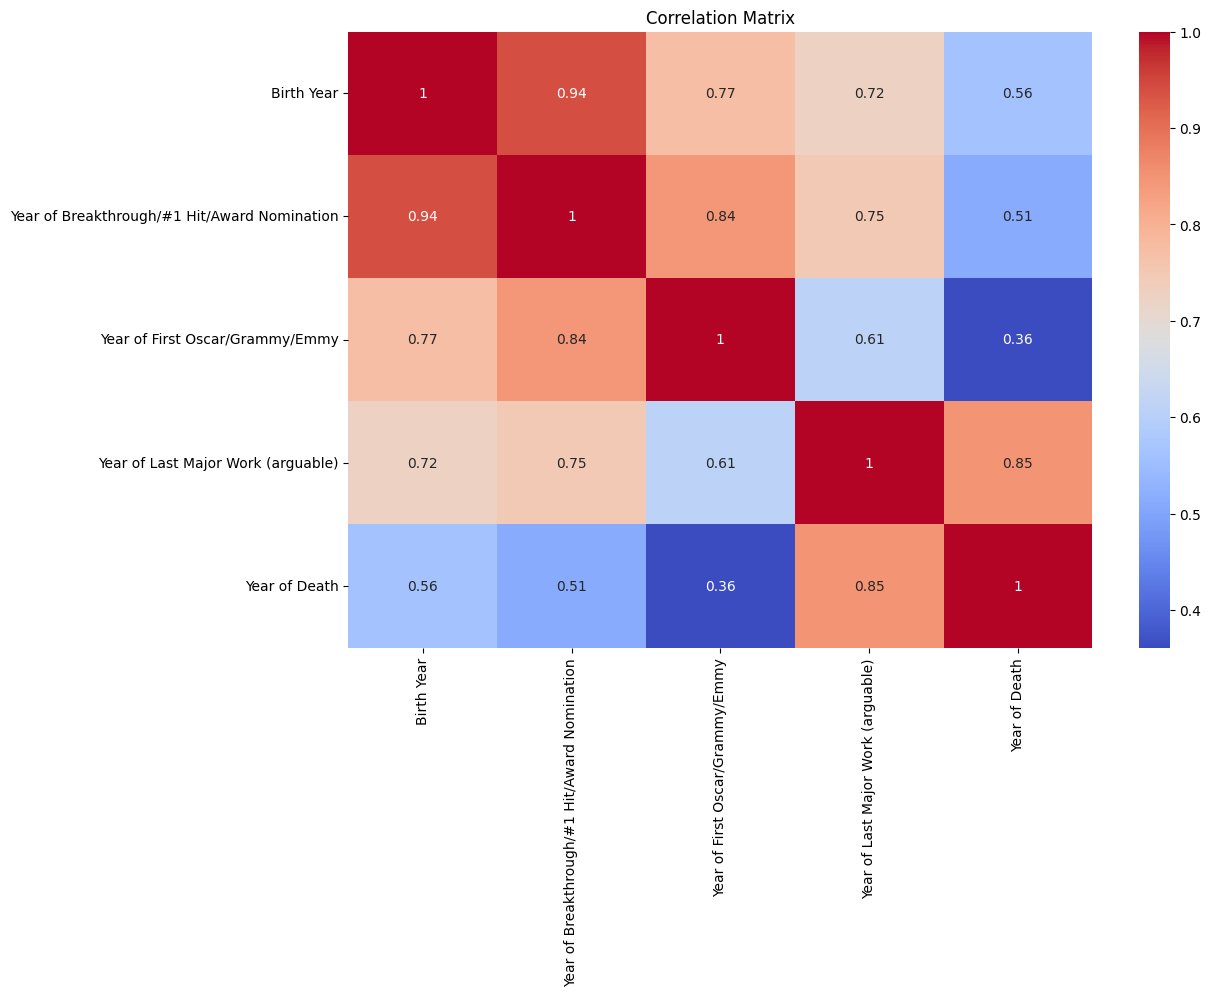 Correlation Matrix
Birth Year 1 0.94 0.77 0.72 0.56
Year of Breakthrough/#1 Hit/Award Nomination 0.94 1 0.84 0.75 0.51
Year of First Oscar/Grammy/Emmy 0.77 0.84 1 0.61 0.36
Year of Last Major Work (arguable) 0.72 0.75 0.61 1 0.85
Year of Death 0.56 0.51 0.36 0.85 1
Birth Year
Year of Breakthrough/#1 Hit/Award Nomination
Year of First Oscar/Grammy/Emmy
Year of Last Major Work (arguable)
Year of Death
1.0
0.9
0.8
0.7
0.6
0.5
0.4